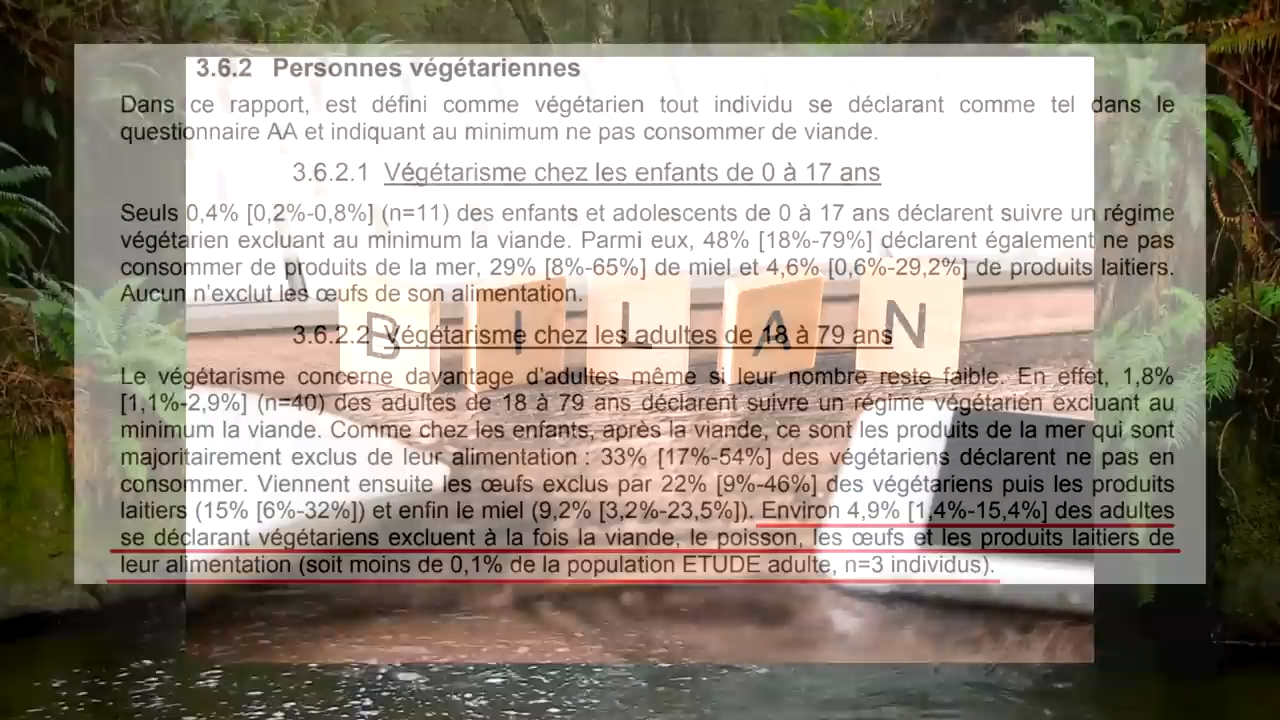 3.6.2 Personnes végétariennes
Dans ce rapport, est défini comme végétarien tout individu se déclarant comme tel dans le
questionnaire AA et indiquant au minimum ne pas consommer de viande.
3.6.2.1 Végétarisme chez les enfants de 0 à 17 ans
Seuls 0,4% [0,2%-0,8%] (n=11) des enfants et adolescents de 0 à 17 ans déclarent suivre un régime
végétarien excluant au minimum la viande. Parmi eux, 48% [18%-79%] déclarent également ne pas
consommer de produits de la mer, 29% [8%-65%] de miel et 4,6% [0,6%-29,2%] de produits laitiers.
Aucun n'exclut les œufs de son alimentation.
BILAN
3.6.2.2 Végétarisme chez les adultes de 18 à 79 ans
Le végétarisme concerne davantage d'adultes même si leur nombre reste faible. En effet, 1,8%
[1,1%-2,9%] (n=40) des adultes de 18 à 79 ans déclarent suivre un régime végétarien excluant au
minimum la viande. Comme chez les enfants, après la viande, ce sont les produits de la mer qui sont
majoritairement exclus de leur alimentation : 33% [17%-54%] des végétariens déclarent ne pas en
consommer. Viennent ensuite les œufs exclus par 22% [9%-46%] des végétariens puis les produits
laitiers (15% [6%-32%]) et enfin le miel (9,2% [3,2%-23,5%]). Environ 4,9% [1,4%-15,4%] des adultes
se déclarant végétariens excluent à la fois la viande, le poisson, les œufs et les produits laitiers de
leur alimentation (soit moins de 0,1% de la population ETUDE adulte, n=3 individus).